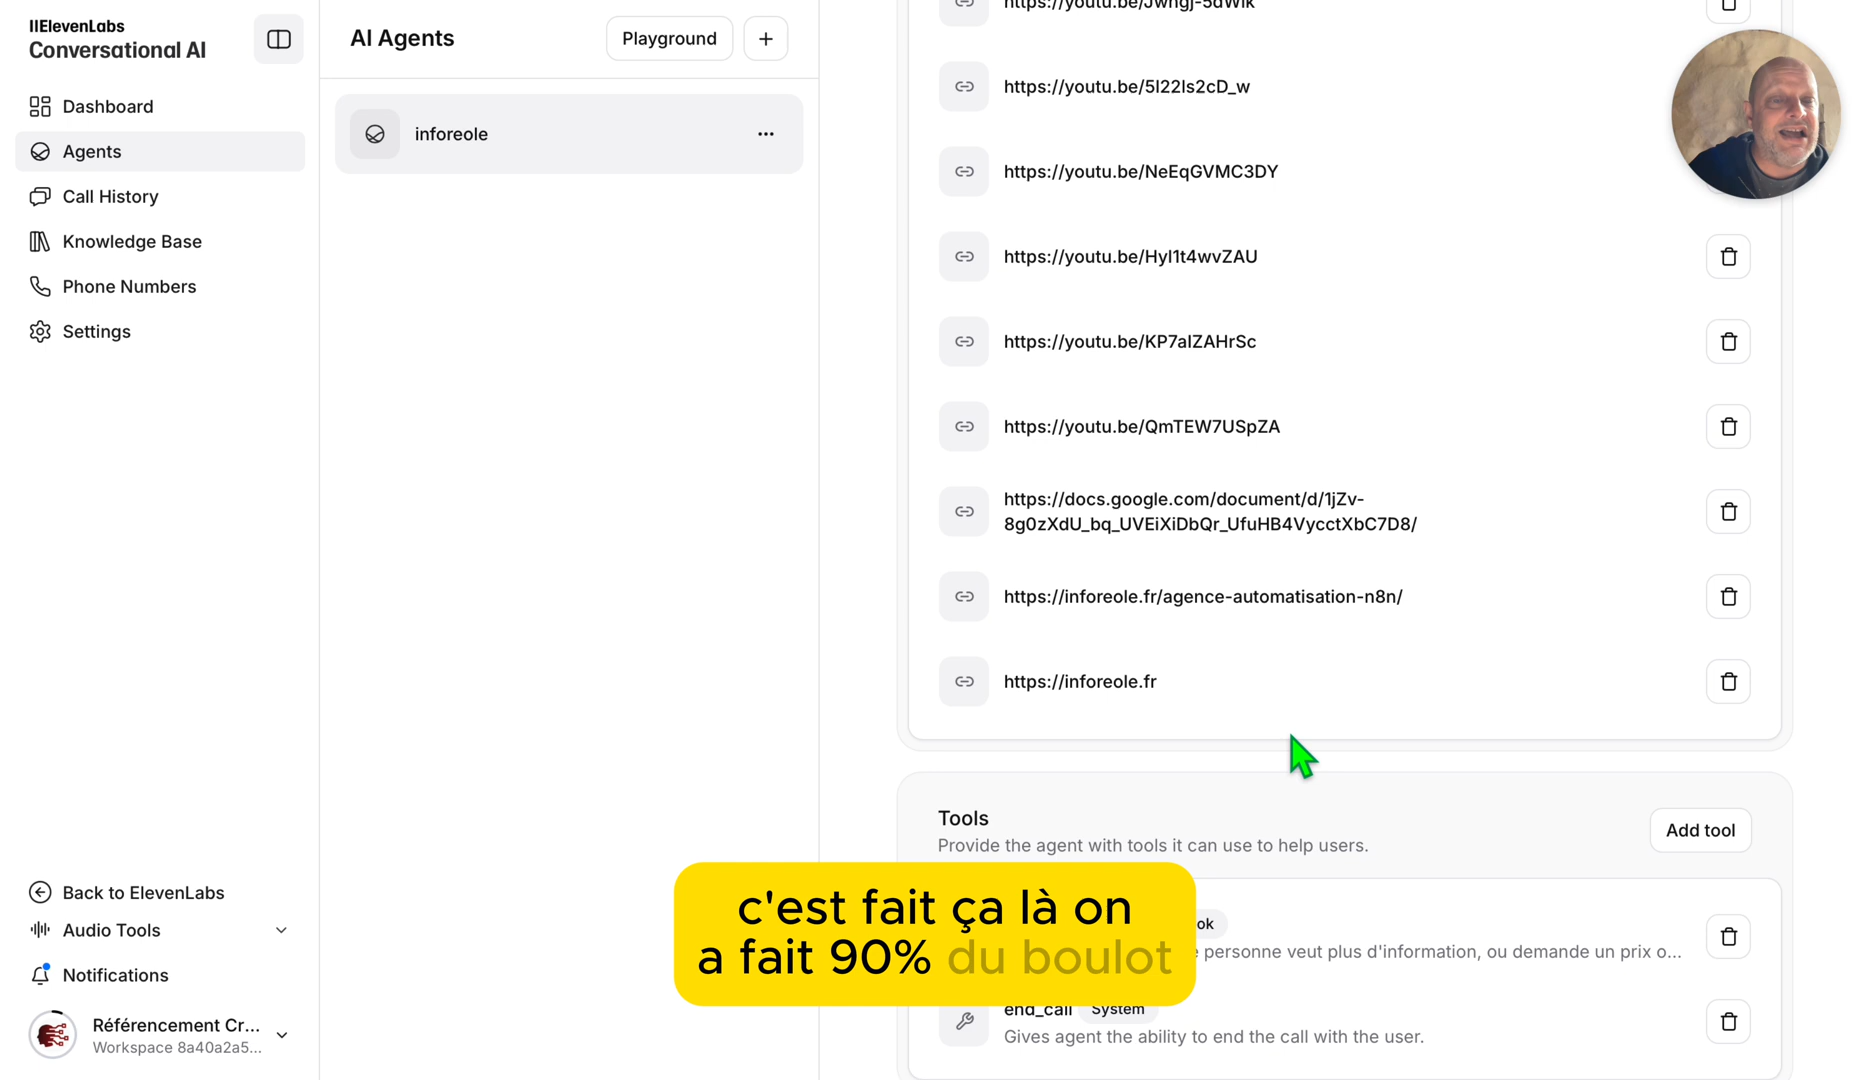 IIElevenLabs
Conversational AI
Dashboard
Agents
Call History
Knowledge Base
Phone Numbers
Settings
Back to ElevenLabs
Audio Tools
Notifications
Référencement Cr...
Workspace 8a40a2a5...
AI Agents
Playground
inforeole
https://youtu.be/5I22Is2cD_w
https://youtu.be/NeEqGVMC3DY
https://youtu.be/HyI1t4wvZAU
https://youtu.be/KP7aIZAHrSc
https://youtu.be/QmTEW7USpZA
https://docs.google.com/document/d/1jZv-
8g0zXdU_bq_UVEiXiDbQr_UfuHB4VycctXbC7D8/
https://inforeole.fr/agence-automatisation-n8n/
https://inforeole.fr
Tools
Provide the agent with tools it can use to help users.
Add tool
ok
personne veut plus d'information, ou demande un prix o...
end_call System
Gives agent the ability to end the call with the user.
c'est fait ça là on
a fait 90% du boulot